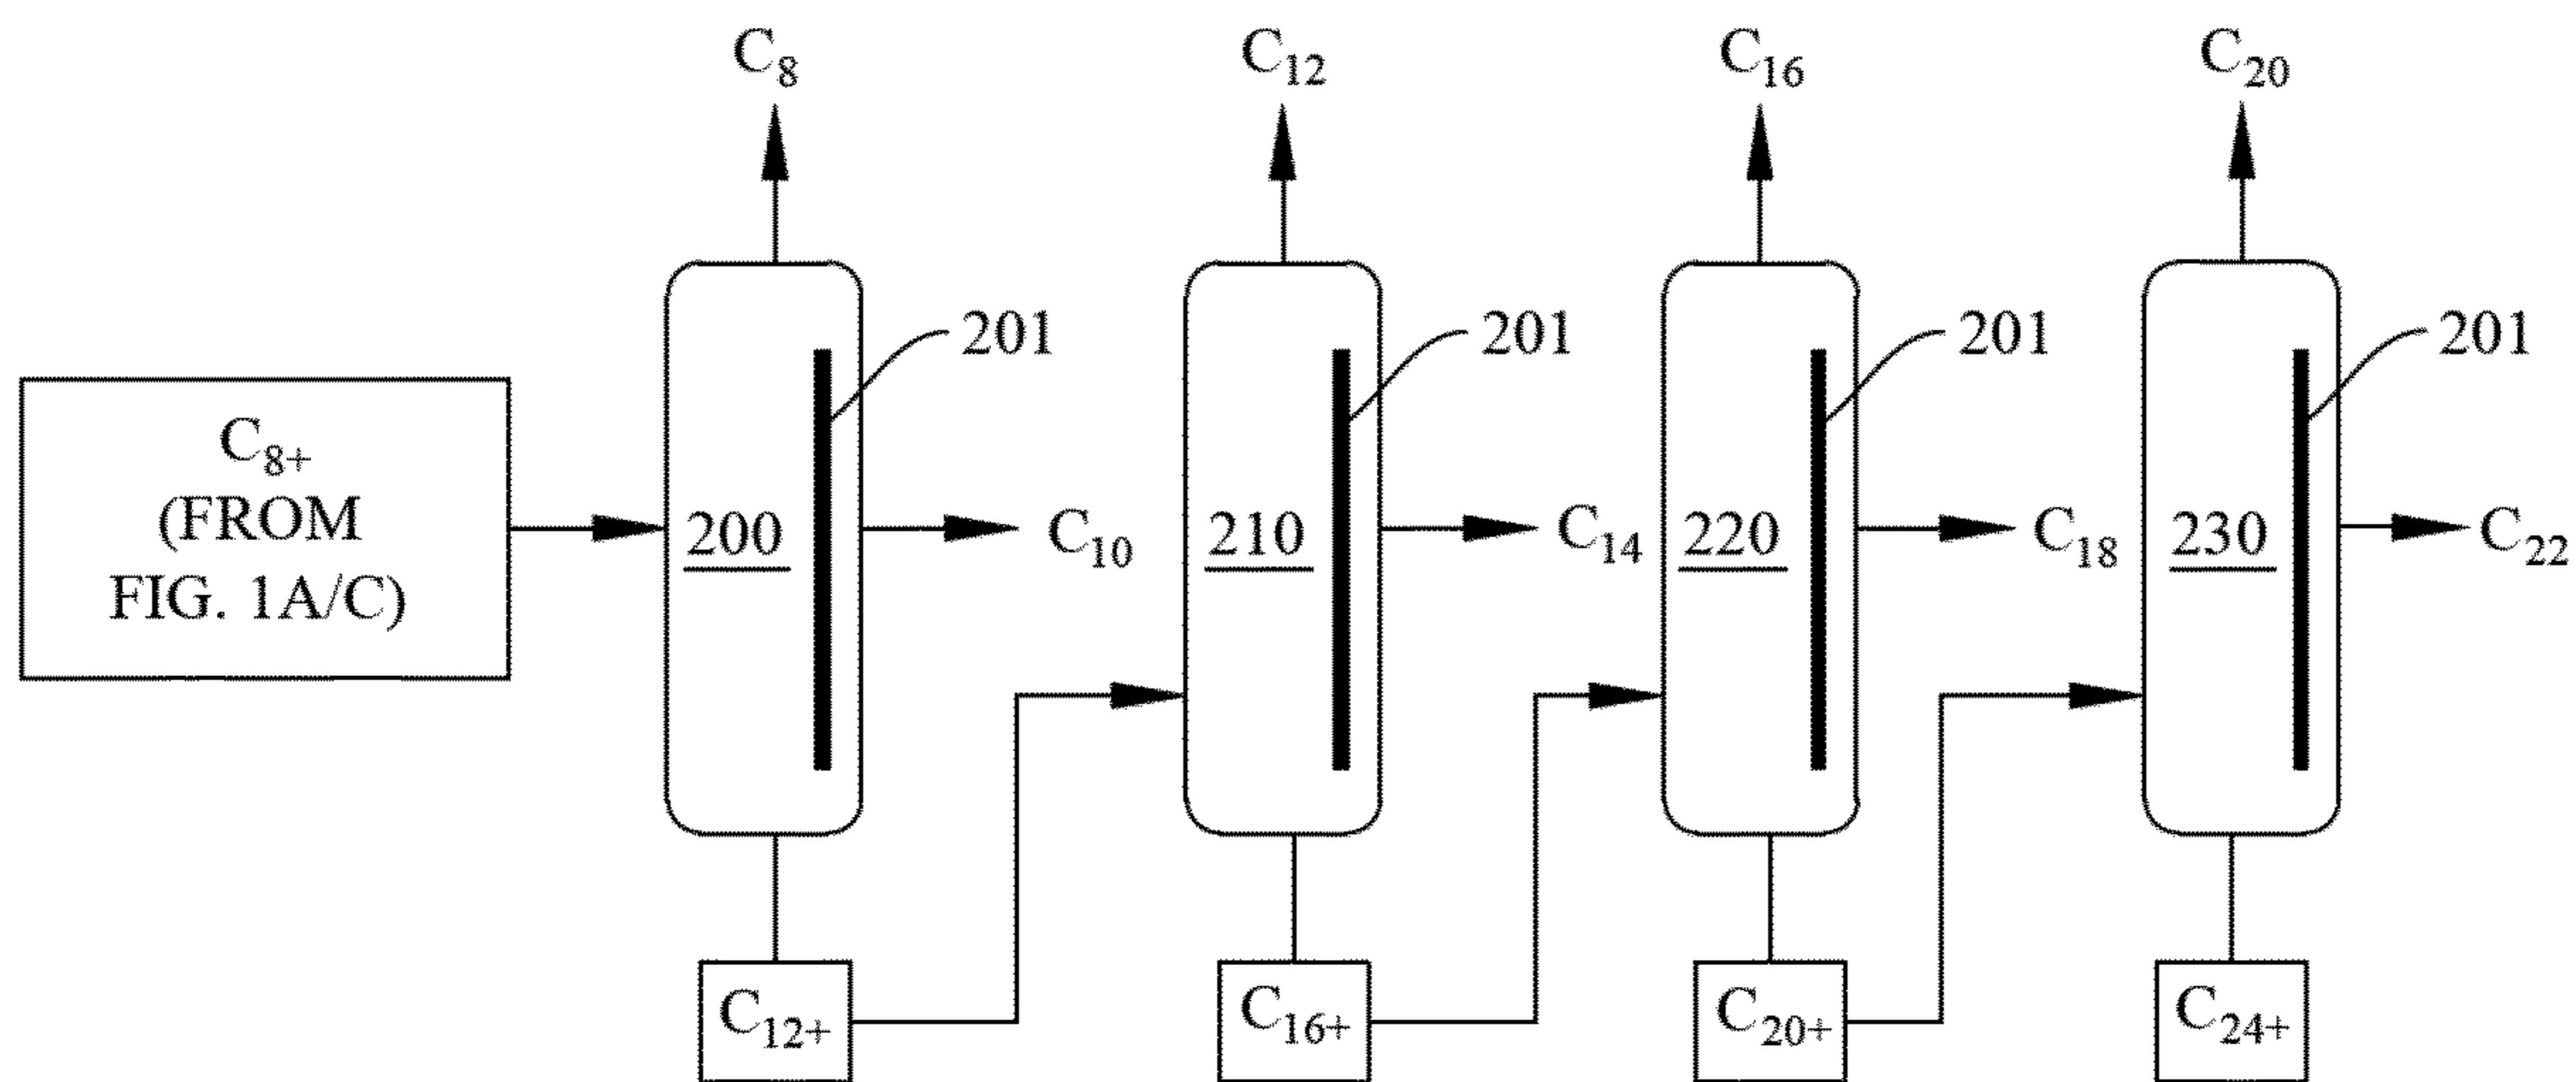 C8 C12 C16 C20
201 201 201 201
C8+
(FROM
FIG. 1A/C)
200 C10 210 C14 220 C18 230 C22
C12+ C16+ C20+ C24+